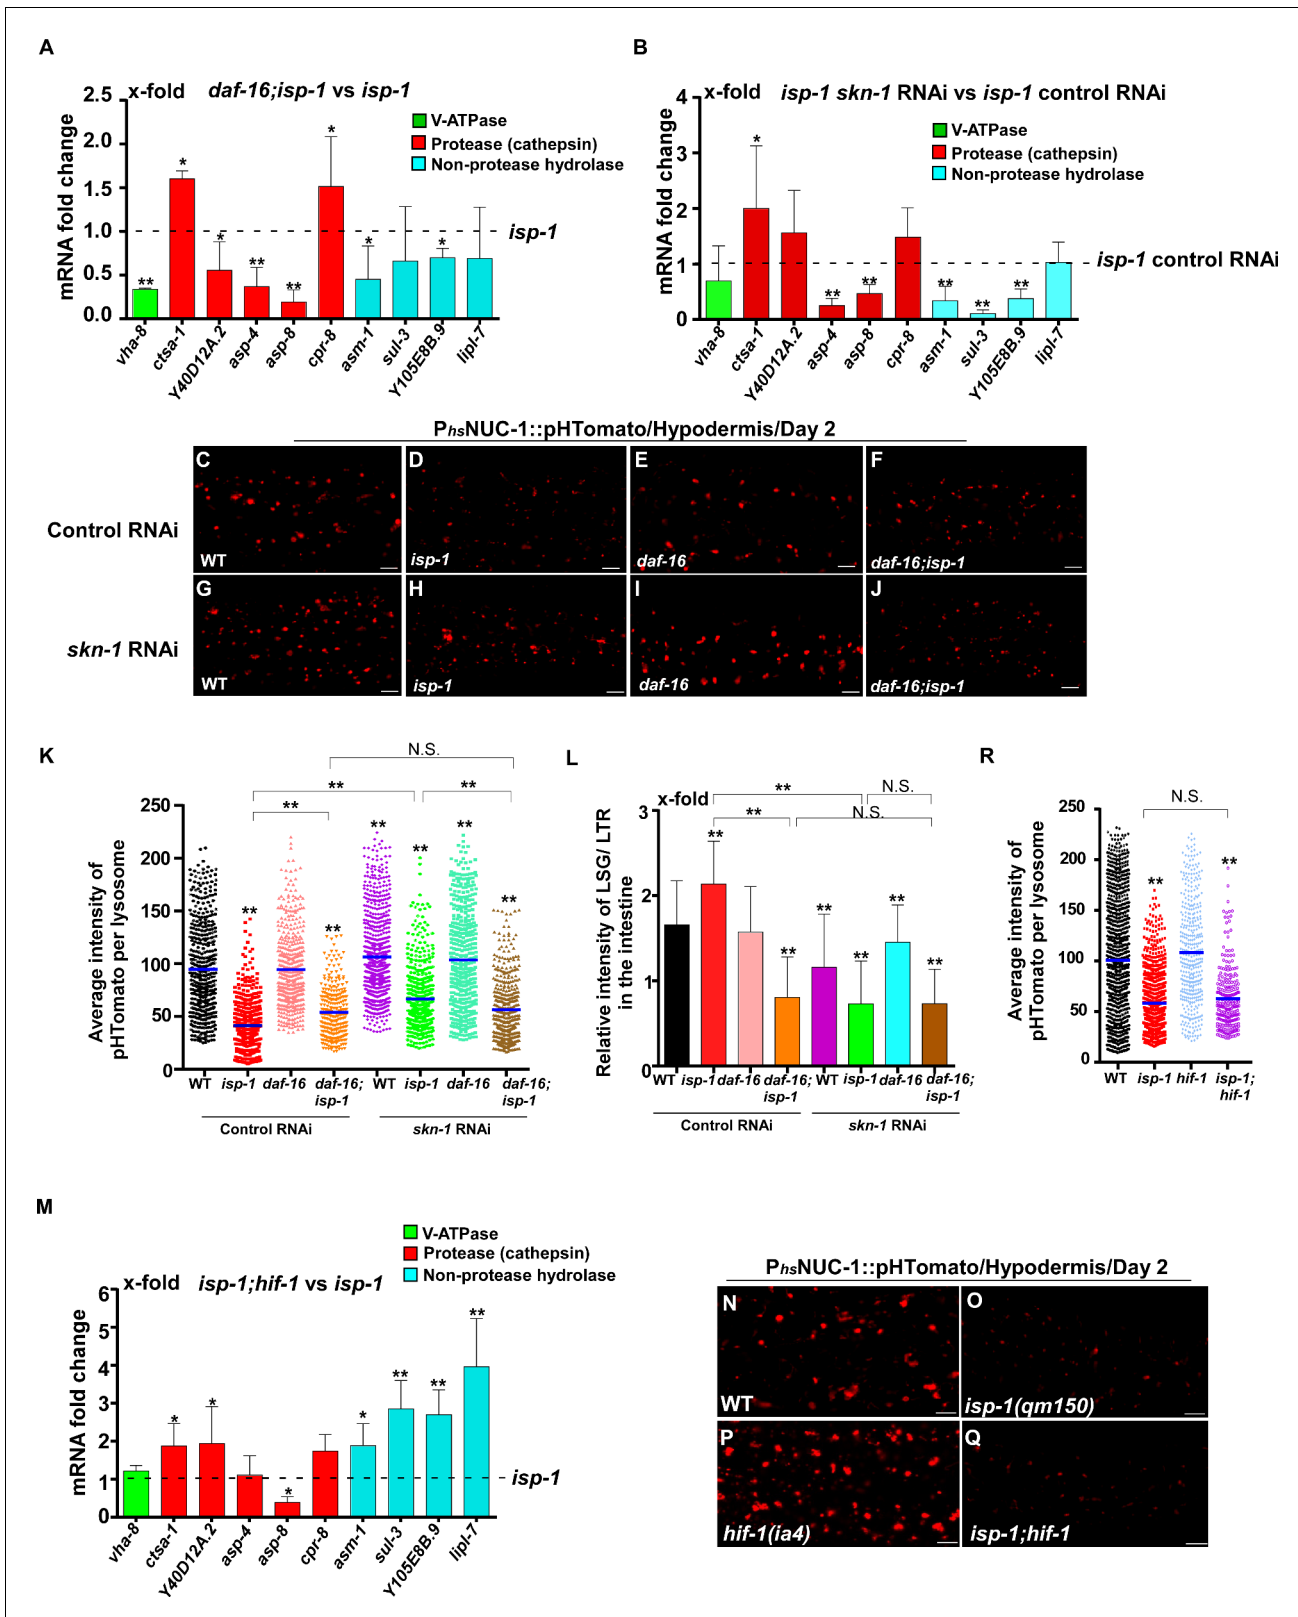 A
x-fold daf-16;isp-1 vs isp-1
V-ATPase
Protease (cathepsin)
Non-protease hydrolase
mRNA fold change
2.5
2.0
1.5
1.0
0.5
0.0
** * * ** ** * * *
isp-1
vha-8 ctsa-1 Y40D12A.2 asp-4 asp-8 cpr-8 asm-1 sul-3 Y105E8B.9 lipl-7
B
x-fold isp-1 skn-1 RNAi vs isp-1 control RNAi
V-ATPase
Protease (cathepsin)
Non-protease hydrolase
mRNA fold change
4
3
2
1
0
* ** ** ** ** **
isp-1 control RNAi
vha-8 ctsa-1 Y40D12A.2 asp-4 asp-8 cpr-8 asm-1 sul-3 Y105E8B.9 lipl-7
PhsNUC-1::pHTomato/Hypodermis/Day 2
Control RNAi
C WT
D isp-1
E daf-16
F daf-16;isp-1
skn-1 RNAi
G WT
H isp-1
I daf-16
J daf-16;isp-1
K
Average intensity of
pHTomato per lysosome
250
200
150
100
50
0
N.S.
** **
**
** ** ** ** ** **
WT isp-1 daf-16 daf-16; isp-1 WT isp-1 daf-16 daf-16; isp-1
Control RNAi skn-1 RNAi
L
x-fold
Relative intensity of LSG/ LTR
in the intestine
3
2
1
0
** N.S.
** N.S.
** ** ** ** ** **
WT isp-1 daf-16 daf-16; isp-1 WT isp-1 daf-16 daf-16; isp-1
Control RNAi skn-1 RNAi
R
Average intensity of
pHTomato per lysosome
250
200
150
100
50
0
N.S.
** **
WT isp-1 hif-1 isp-1; hif-1
M
V-ATPase
Protease (cathepsin)
Non-protease hydrolase
x-fold isp-1;hif-1 vs isp-1
mRNA fold change
6
5
4
3
2
1
0
* * * * ** ** **
isp-1
vha-8 ctsa-1 Y40D12A.2 asp-4 asp-8 cpr-8 asm-1 sul-3 Y105E8B.9 lipl-7
PhsNUC-1::pHTomato/Hypodermis/Day 2
N WT
O isp-1(qm150)
P hif-1(ia4)
Q isp-1;hif-1